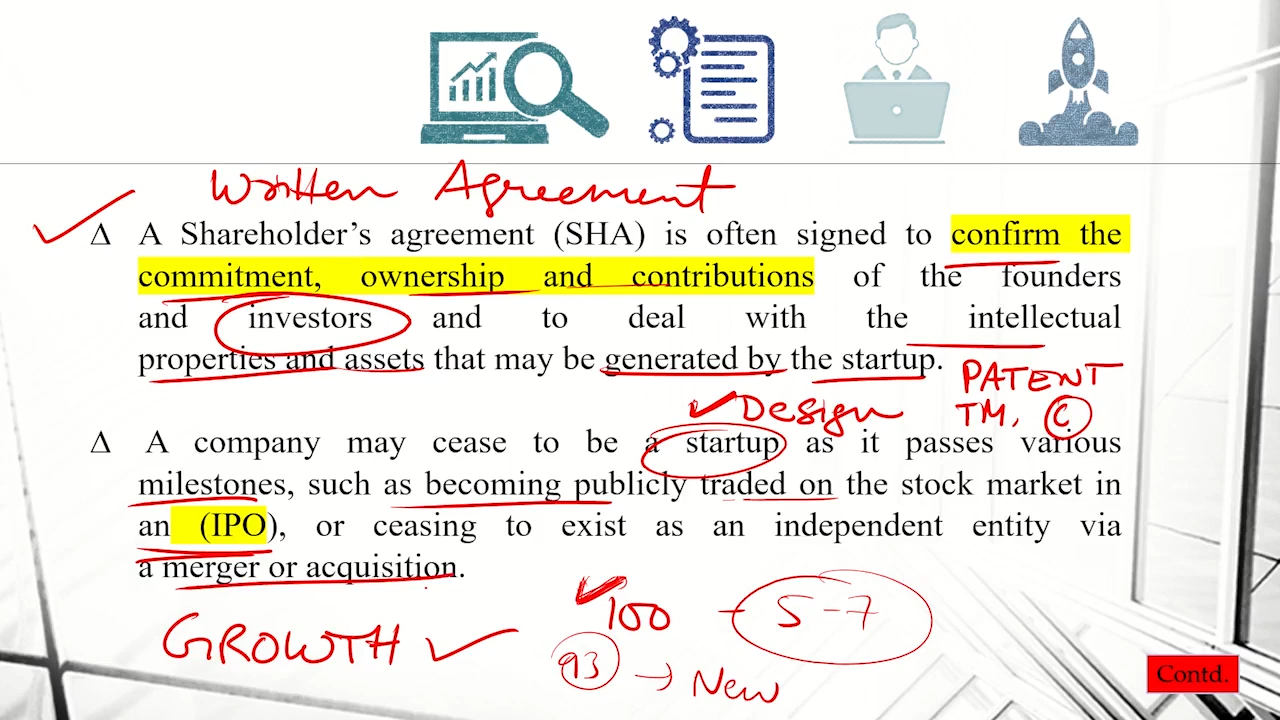 Written Agreement
Δ A Shareholder’s agreement (SHA) is often signed to confirm the
commitment, ownership and contributions of the founders
and investors and to deal with the intellectual
properties and assets that may be generated by the startup.
PATENT
Design TM, ©
Δ A company may cease to be a startup as it passes various
milestones, such as becoming publicly traded on the stock market in
an (IPO), or ceasing to exist as an independent entity via
a merger or acquisition.
GROWTH
100 - 5-7
93 → New
Contd.